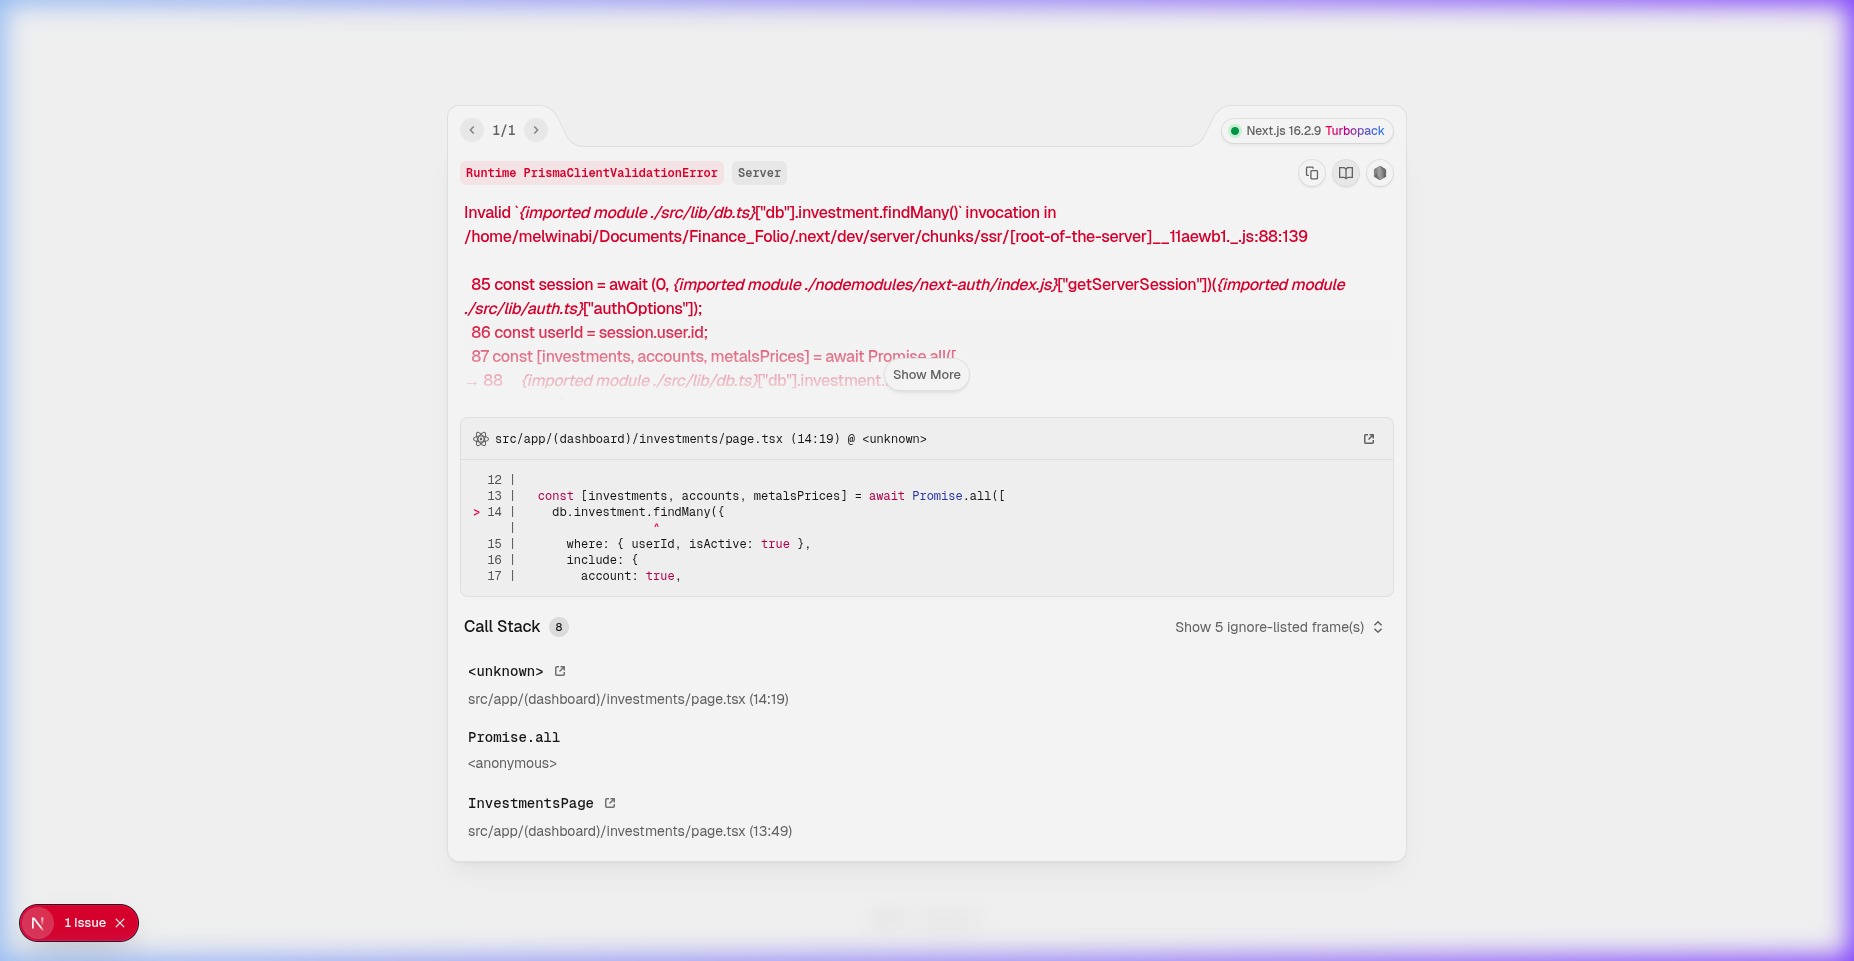 1/1
Next.js 16.2.9 Turbopack
Runtime PrismaClientValidationError Server
Invalid `{imported module ./src/lib/db.ts}["db"].investment.findMany()` invocation in
/home/melwinabi/Documents/Finance_Folio/.next/dev/server/chunks/ssr/[root-of-the-server]__11aewb1._.js:88:139
85 const session = await (0, {imported module ./nodemodules/next-auth/index.js}["getServerSession"])({imported module
./src/lib/auth.ts}["authOptions"]);
86 const userId = session.user.id;
87 const [investments, accounts, metalsPrices] = await Promise.all([
→ 88 {imported module ./src/lib/db.ts}["db"].investment.
Show More
src/app/(dashboard)/investments/page.tsx (14:19) @ <unknown>
12 |
13 | const [investments, accounts, metalsPrices] = await Promise.all([
> 14 | db.investment.findMany({
| ^
15 | where: { userId, isActive: true },
16 | include: {
17 | account: true,
Call Stack 8
Show 5 ignore-listed frame(s)
<unknown>
src/app/(dashboard)/investments/page.tsx (14:19)
Promise.all
<anonymous>
InvestmentsPage
src/app/(dashboard)/investments/page.tsx (13:49)
N 1 Issue